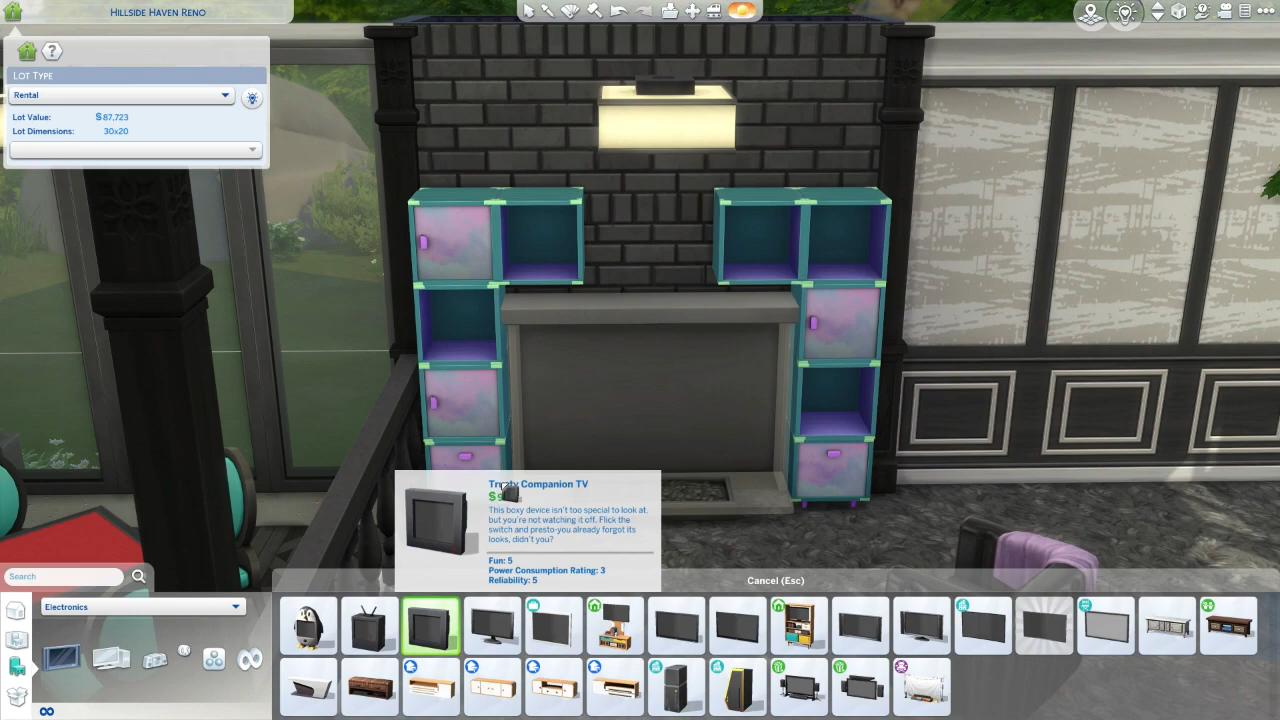 Hillside Haven Reno
Lot Type
Rental
Lot Value: §87,723
Lot Dimensions: 30x20
Trusty Companion TV
This boxy device isn't too special to look at,
but you're not watching it off. Flick the
switch and presto-you already forgot its
looks, didn't you?
Fun: 5
Power Consumption Rating: 3
Reliability: 5
Search
Cancel (Esc)
Electronics